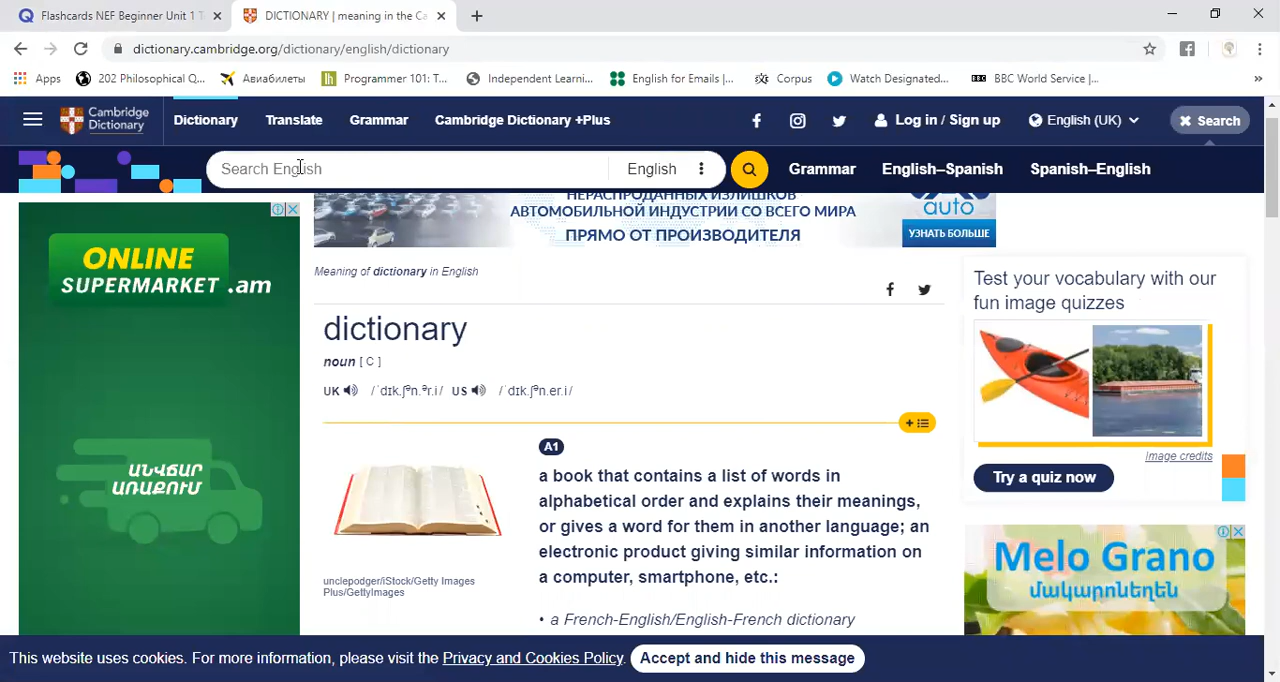 Flashcards NEF Beginner Unit 1 T
DICTIONARY | meaning in the Ca
dictionary.cambridge.org/dictionary/english/dictionary
Apps
202 Philosophical Q...
Авиабилеты
Programmer 101: T...
Independent Learni...
English for Emails |...
Corpus
Watch Designated...
BBC World Service |...
Cambridge
Dictionary
Dictionary
Translate
Grammar
Cambridge Dictionary +Plus
Log in / Sign up
English (UK)
Search
Search English
English
Grammar
English–Spanish
Spanish–English
НЕРАСПРОДАННЫХ ИЗЛИШКОВ
АВТОМОБИЛЬНОЙ ИНДУСТРИИ СО ВСЕГО МИРА
ПРЯМО ОТ ПРОИЗВОДИТЕЛЯ
auto
УЗНАТЬ БОЛЬШЕ
ONLINE
SUPERMARKET .am
ԱՆՎՃԱՐ
ԱՌԱՔՈՒՄ
Meaning of dictionary in English
dictionary
noun [ C ]
UK /ˈdɪk.ʃᵊn.ᵊr.i/ US /ˈdɪk.ʃᵊn.er.i/
A1
a book that contains a list of words in
alphabetical order and explains their meanings,
or gives a word for them in another language; an
electronic product giving similar information on
a computer, smartphone, etc.:
• a French-English/English-French dictionary
unclepodger/iStock/Getty Images
Plus/GettyImages
Test your vocabulary with our
fun image quizzes
Image credits
Try a quiz now
Melo Grano
մակարոնեղեն
This website uses cookies. For more information, please visit the Privacy and Cookies Policy.
Accept and hide this message